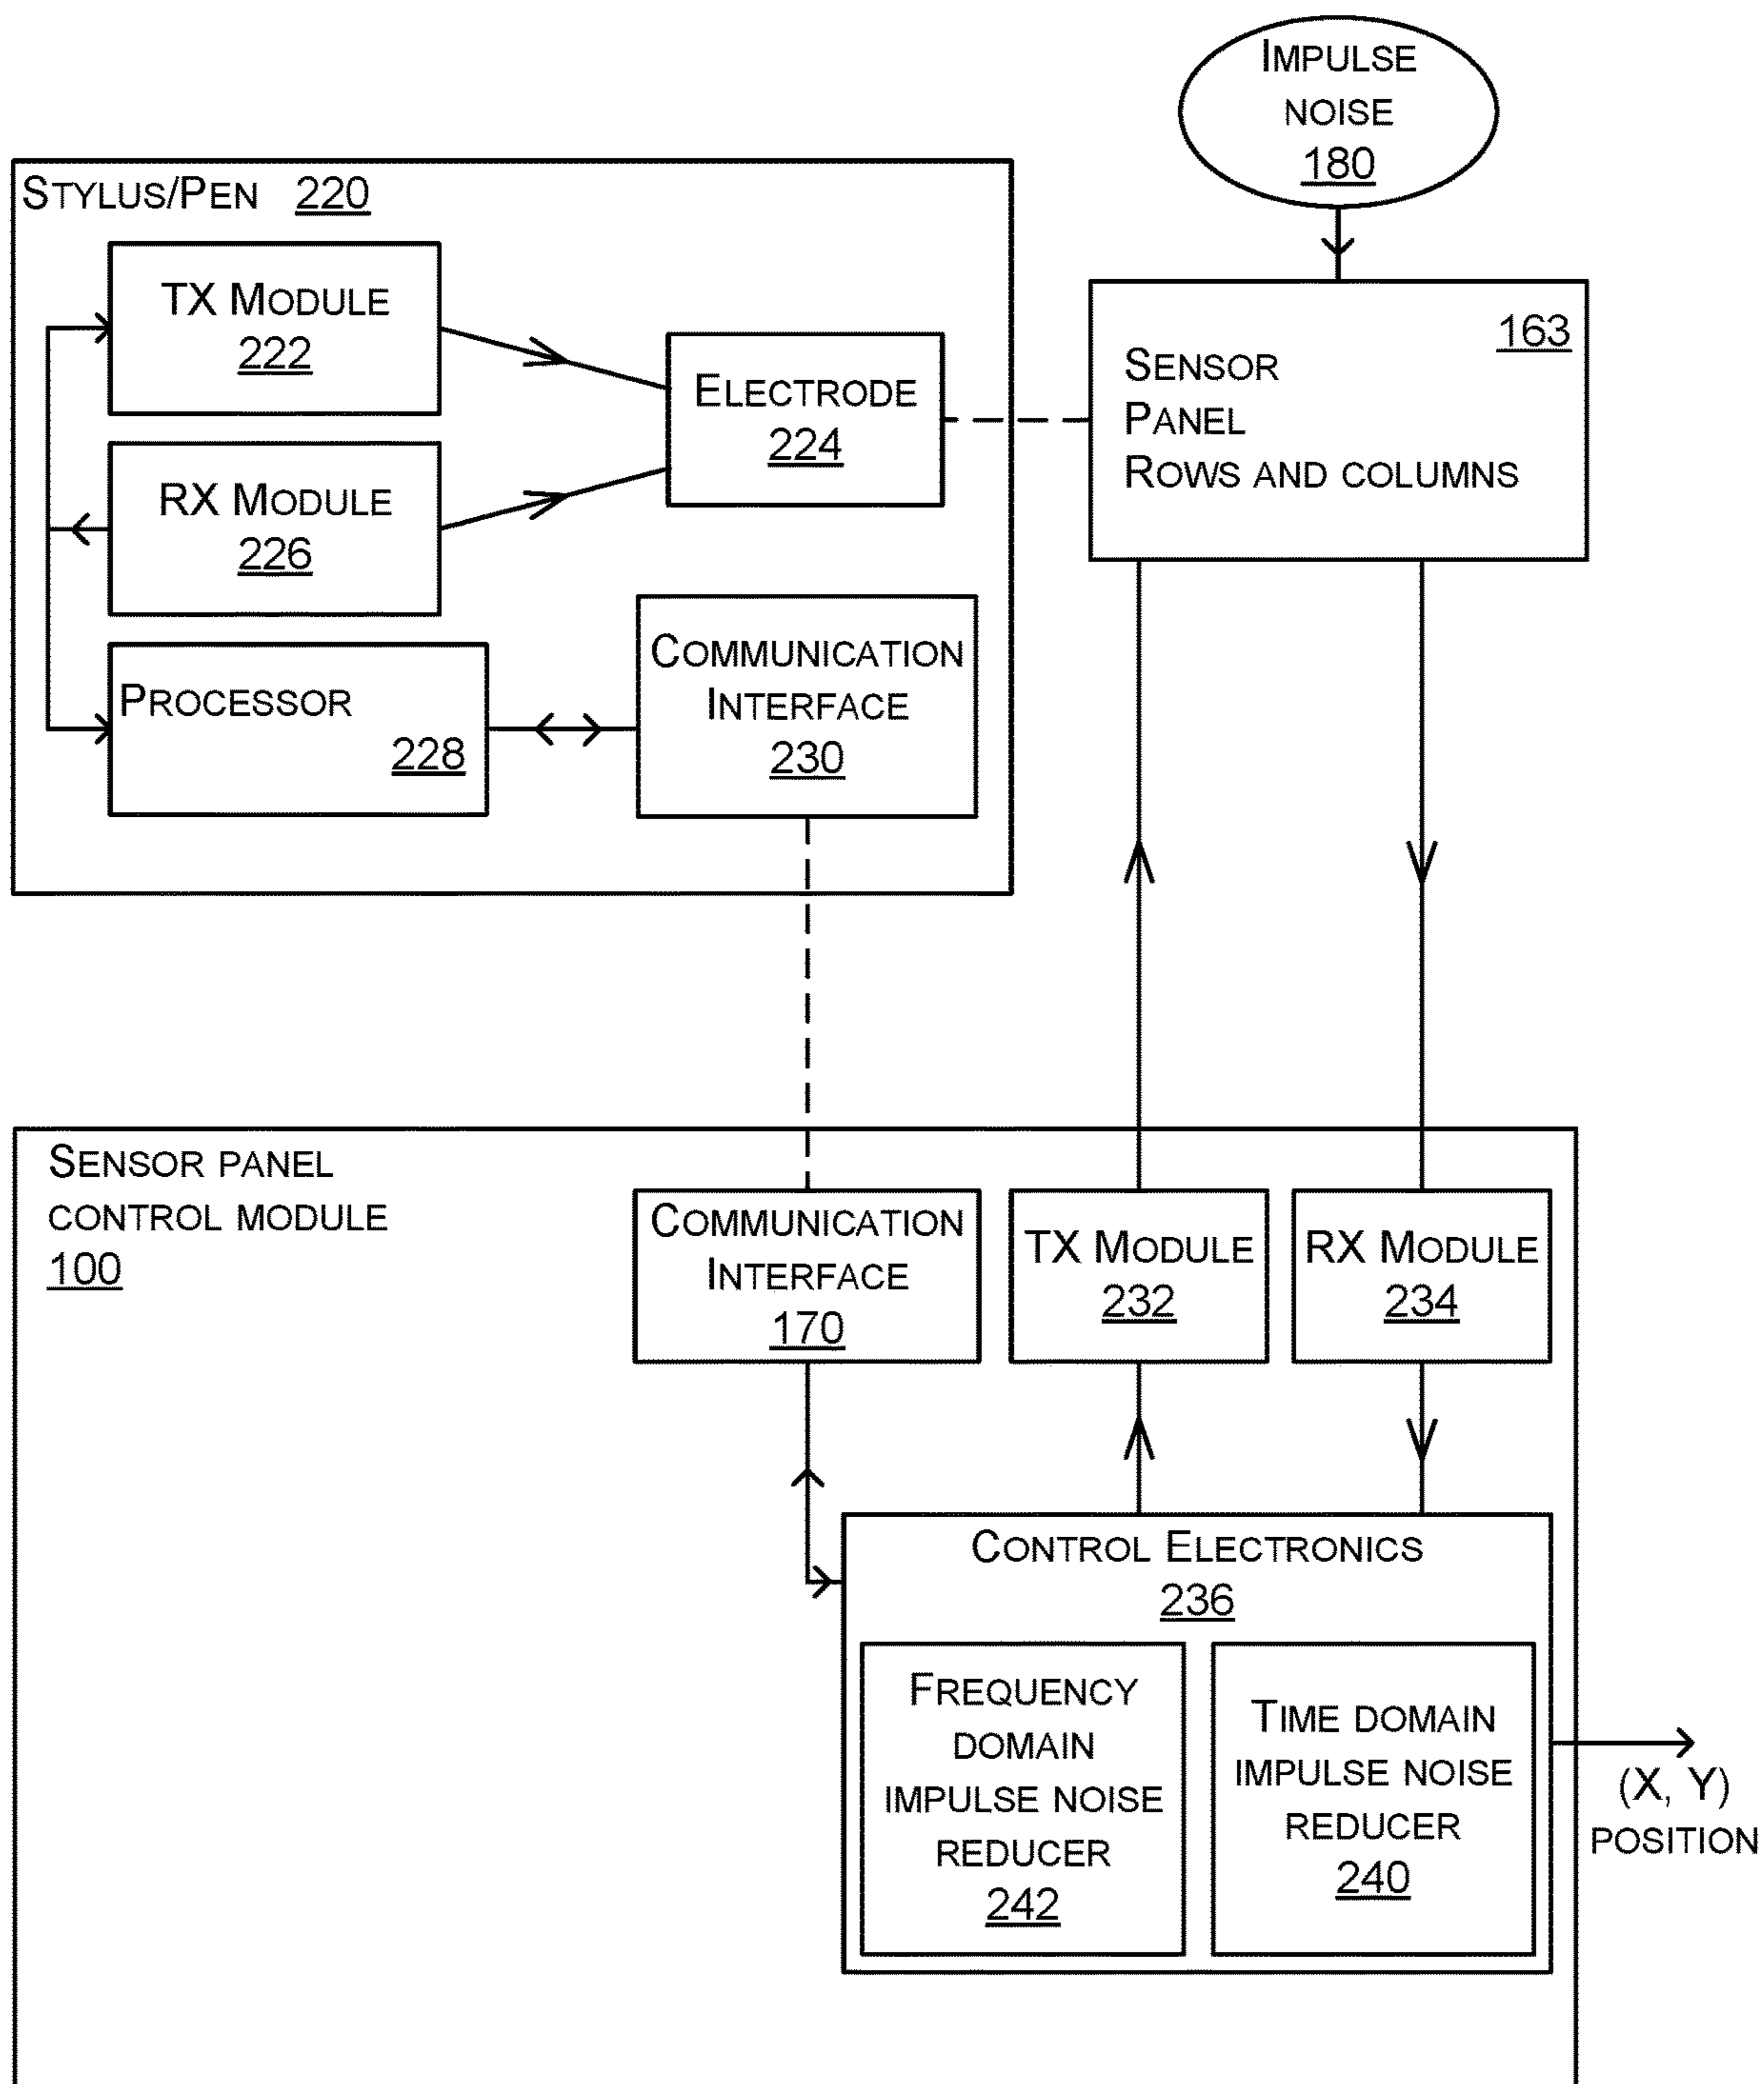 IMPULSE
NOISE
180
STYLUS/PEN 220
TX MODULE
222
ELECTRODE
224
RX MODULE
226
PROCESSOR
228
COMMUNICATION
INTERFACE
230
163
SENSOR
PANEL
ROWS AND COLUMNS
SENSOR PANEL
CONTROL MODULE
100
COMMUNICATION
INTERFACE
170
TX MODULE
232
RX MODULE
234
CONTROL ELECTRONICS
236
FREQUENCY
DOMAIN
IMPULSE NOISE
REDUCER
242
TIME DOMAIN
IMPULSE NOISE
REDUCER
240
(X, Y)
POSITION